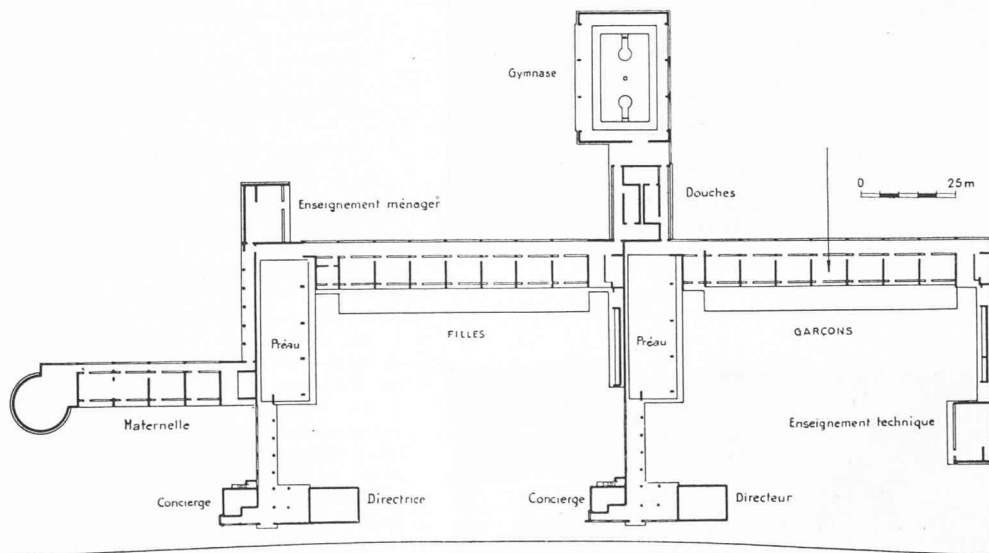 Gymnase
Douches
0 25 m
Enseignement ménager
Préau
FILLES
Préau
GARÇONS
Maternelle
Enseignement technique
Concierge
Directrice
Concierge
Directeur